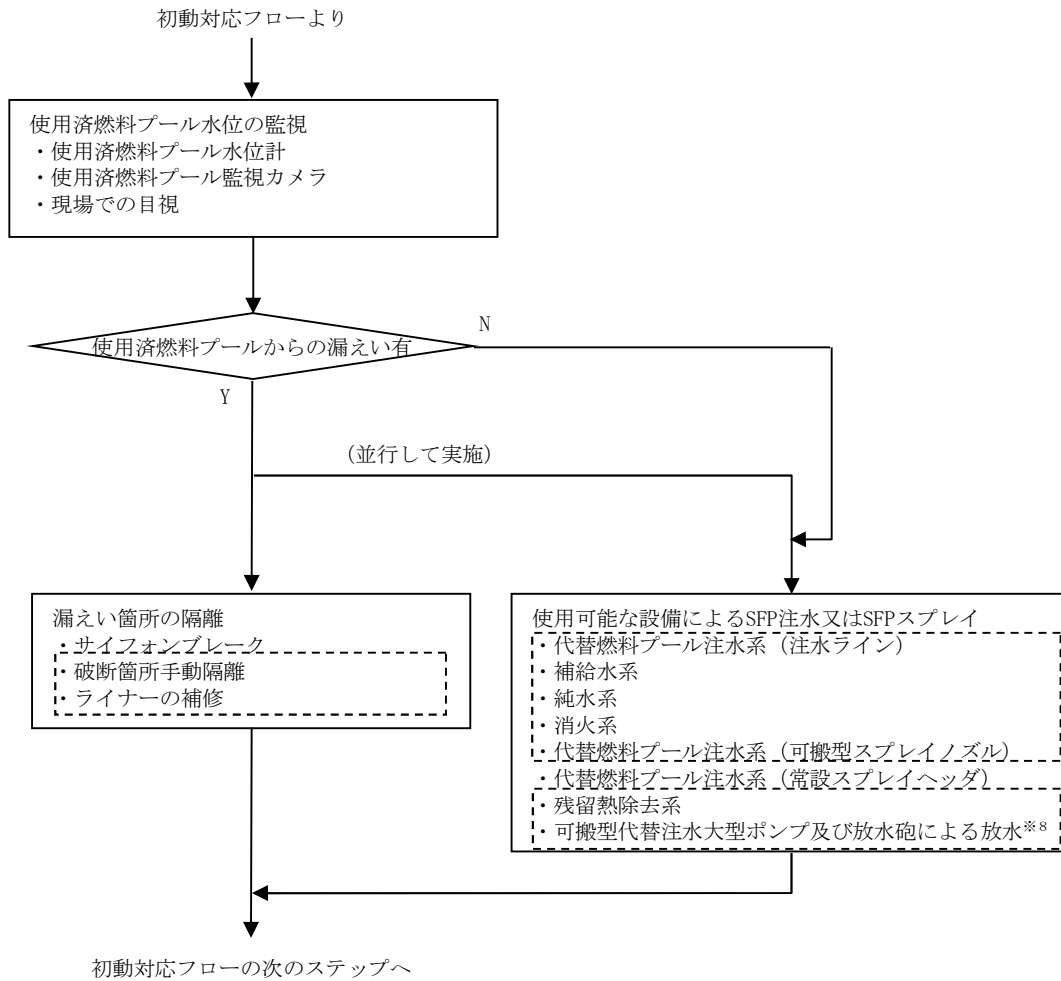 初動対応フローより
使用済燃料プール水位の監視
・使用済燃料プール水位計
・使用済燃料プール監視カメラ
・現場での目視
使用済燃料プールからの漏えい有
N
Y
（並行して実施）
漏えい箇所の隔離
・サイフォンブレーク
・破断箇所手動隔離
・ライナーの補修
使用可能な設備によるSFP注水又はSFPスプレイ
・代替燃料プール注水系（注水ライン）
・補給水系
・純水系
・消火系
・代替燃料プール注水系（可搬型スプレイノズル）
・代替燃料プール注水系（常設スプレイヘッダ）
・残留熱除去系
・可搬型代替注水大型ポンプ及び放水砲による放水※8
初動対応フローの次のステップへ